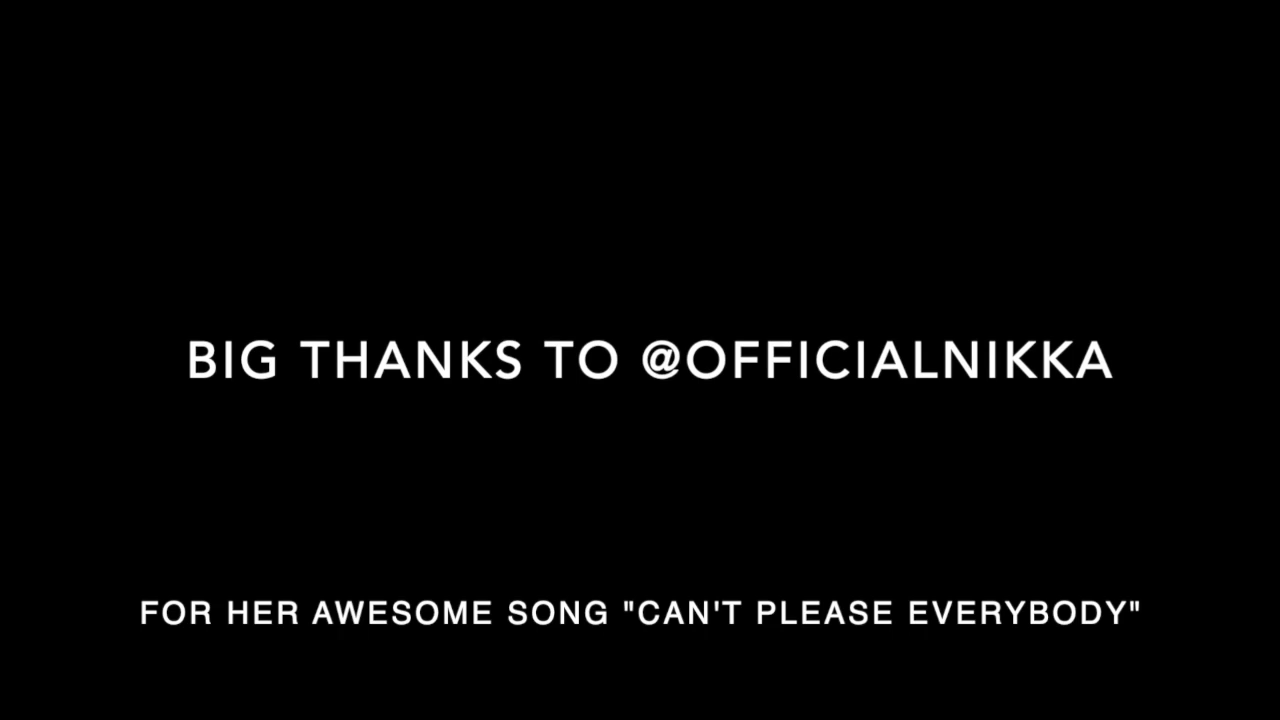 BIG THANKS TO @OFFICIALNIKKA
FOR HER AWESOME SONG "CAN'T PLEASE EVERYBODY"